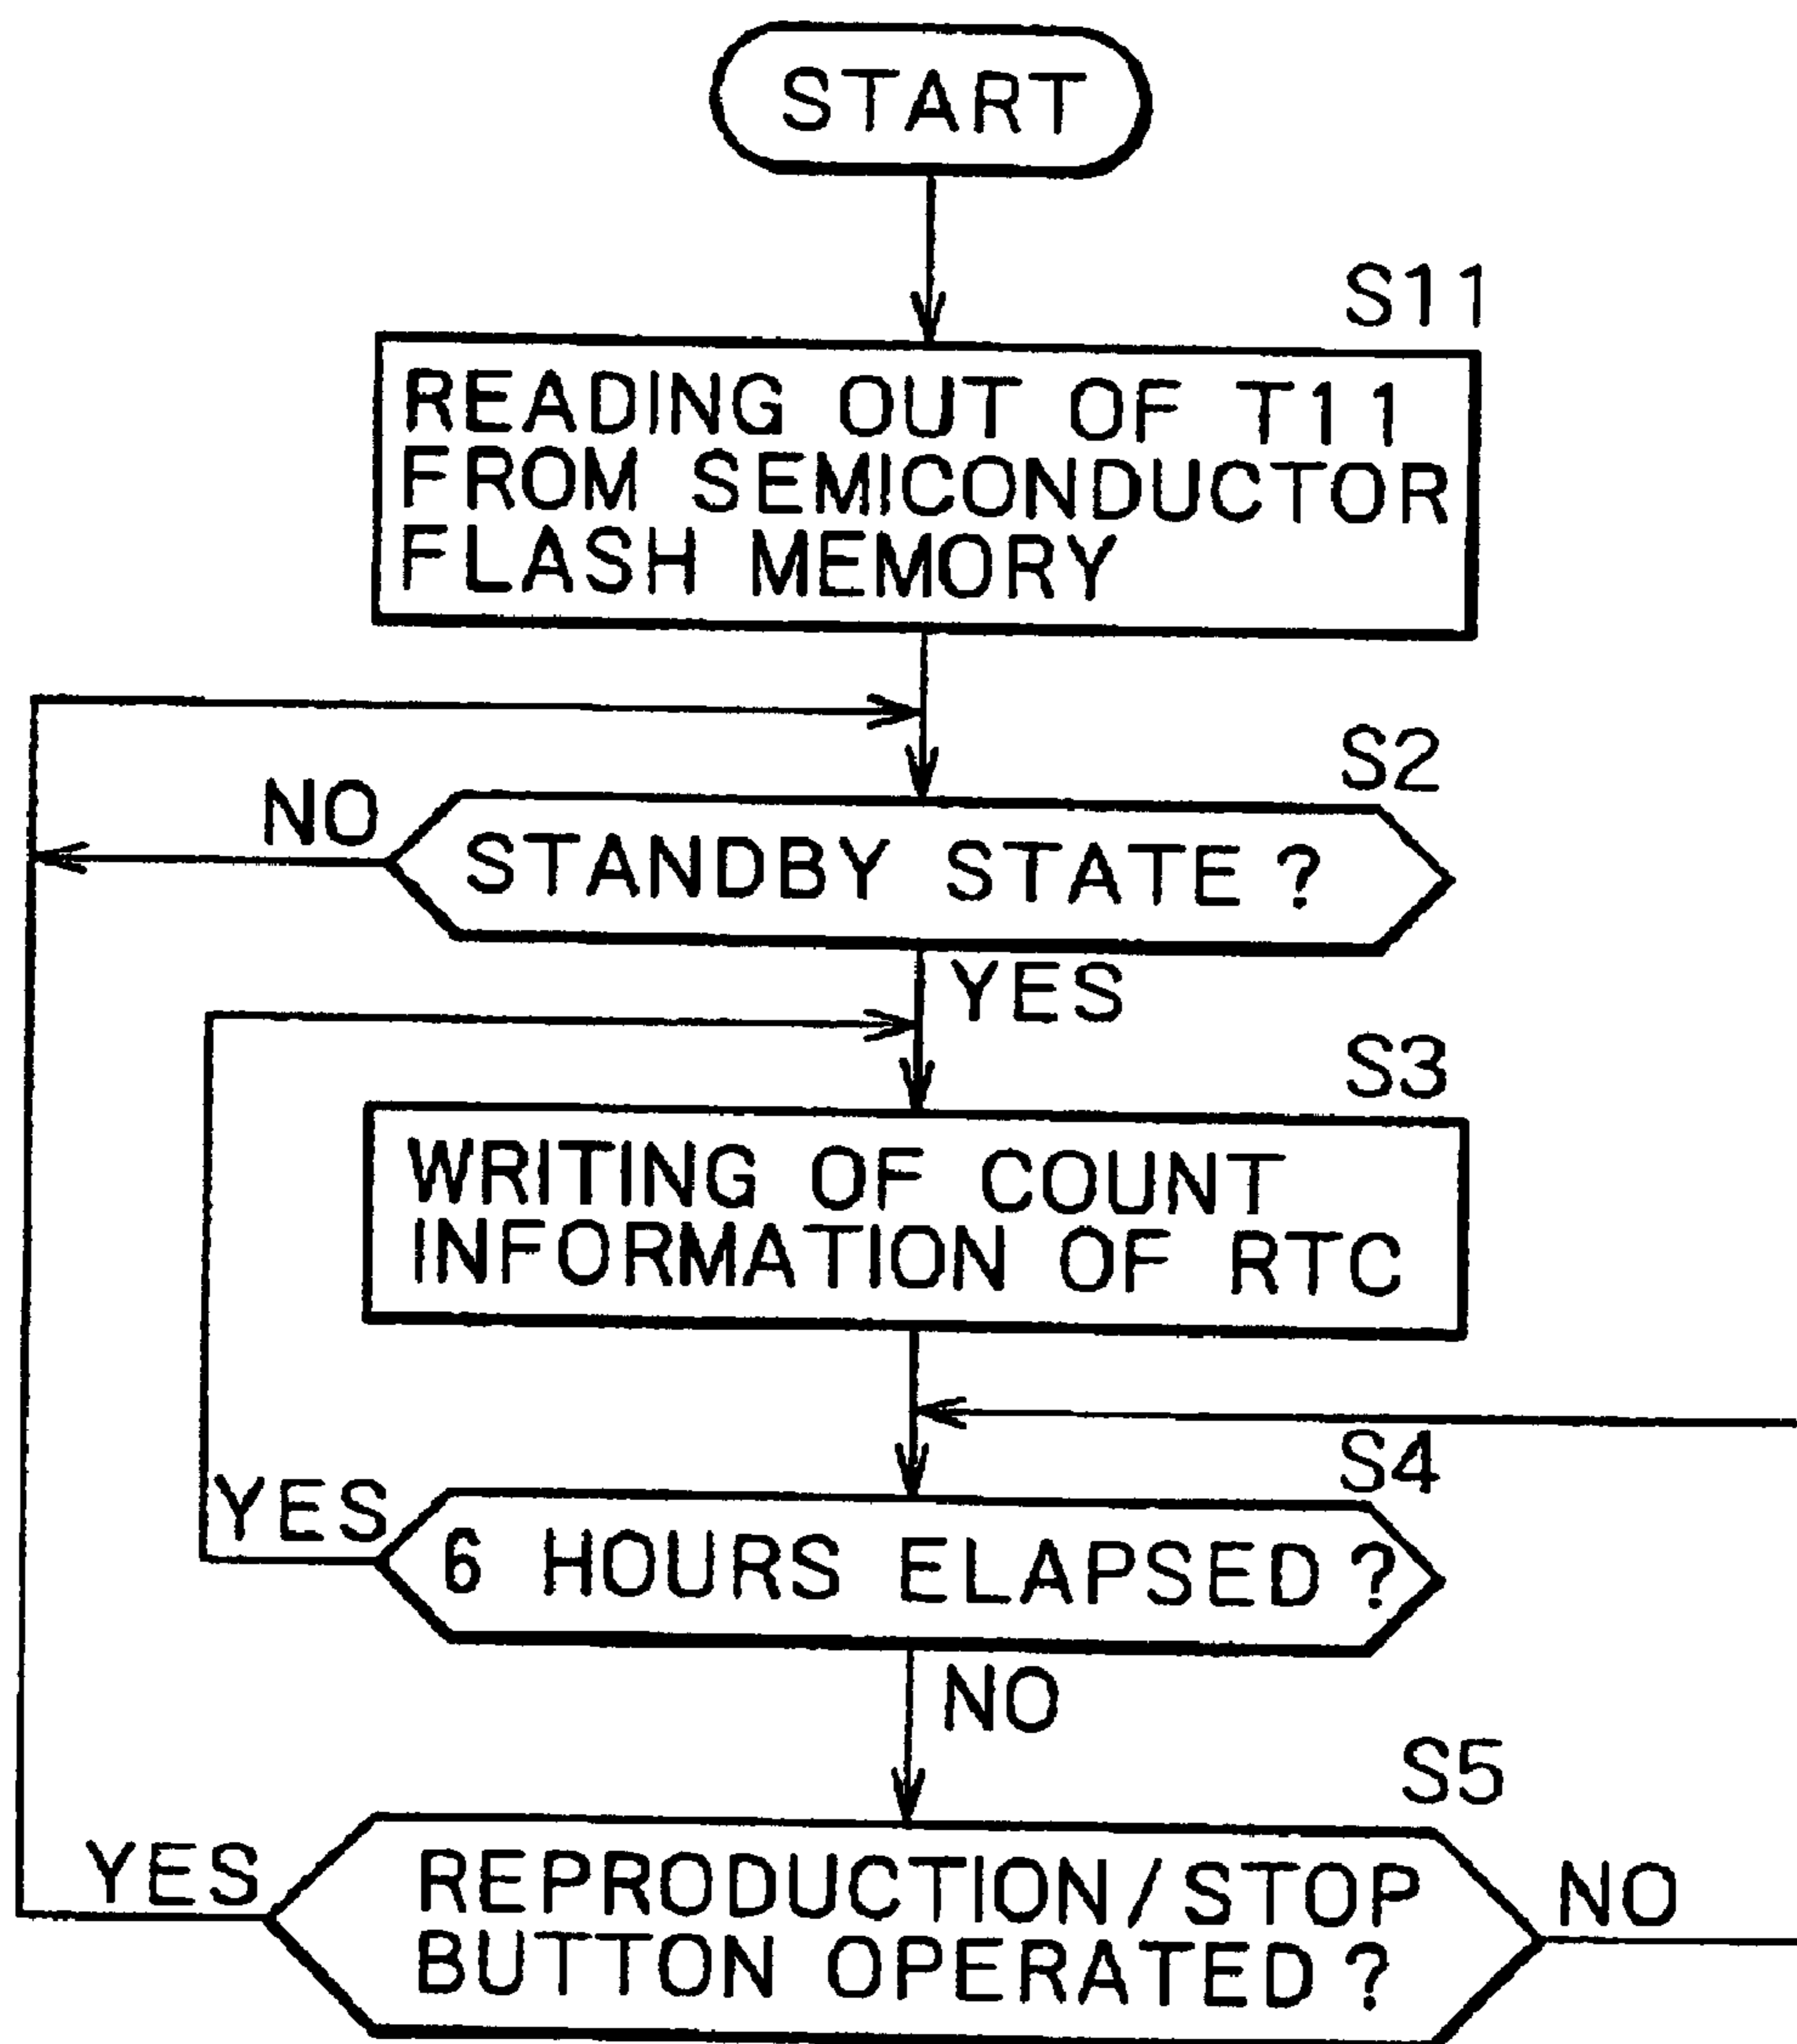 START
S11
READING OUT OF T11
FROM SEMICONDUCTOR
FLASH MEMORY
S2
NO
STANDBY STATE?
YES
S3
WRITING OF COUNT
INFORMATION OF RTC
S4
YES
6 HOURS ELAPSED?
NO
S5
YES
REPRODUCTION/STOP
BUTTON OPERATED?
NO